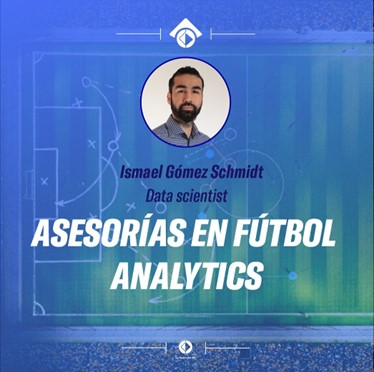 Ismael Gómez Schmidt
Data scientist
ASESORÍAS EN FÚTBOL
ANALYTICS